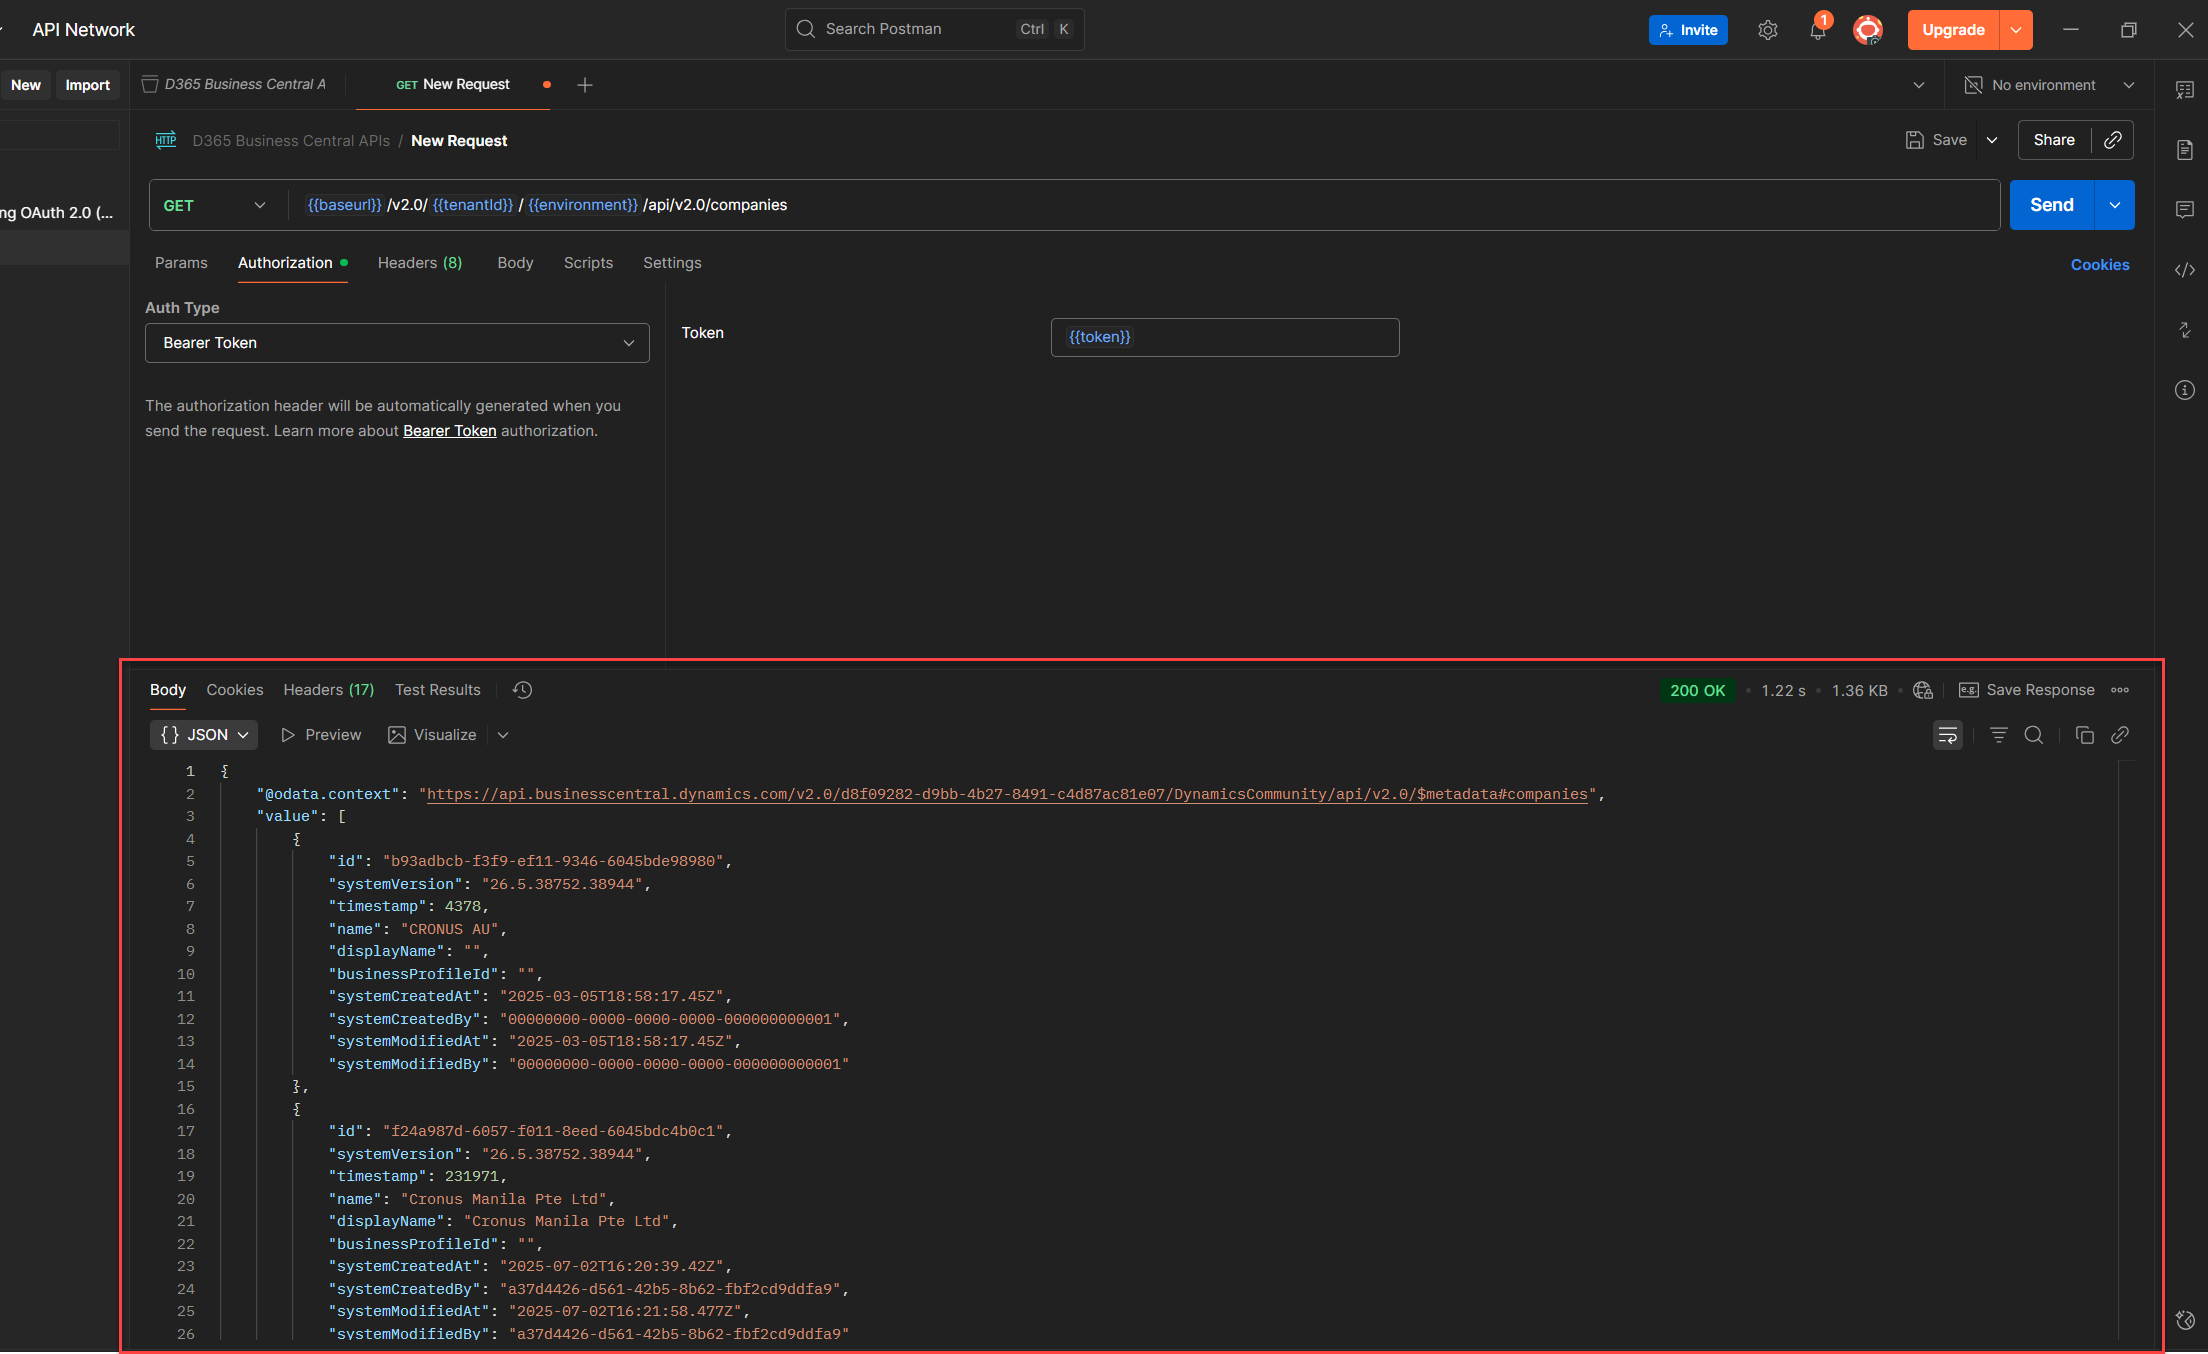 API Network
Search Postman
Ctrl K
Invite
1
Upgrade
New
Import
D365 Business Central A
GET New Request
No environment
HTTP D365 Business Central APIs / New Request
Save
Share
ng OAuth 2.0 (...
GET
{{baseurl}} /v2.0/ {{tenantId}} / {{environment}} /api/v2.0/companies
Send
Params
Authorization
Headers (8)
Body
Scripts
Settings
Cookies
Auth Type
Bearer Token
Token
{{token}}
The authorization header will be automatically generated when you
send the request. Learn more about Bearer Token authorization.
Body
Cookies
Headers (17)
Test Results
200 OK • 1.22 s • 1.36 KB •
e.g. Save Response
{} JSON
Preview
Visualize
1 {
2 "@odata.context": "https://api.businesscentral.dynamics.com/v2.0/d8f09282-d9bb-4b27-8491-c4d87ac81e07/DynamicsCommunity/api/v2.0/$metadata#companies",
3 "value": [
4 {
5 "id": "b93adbcb-f3f9-ef11-9346-6045bde98980",
6 "systemVersion": "26.5.38752.38944",
7 "timestamp": 4378,
8 "name": "CRONUS AU",
9 "displayName": "",
10 "businessProfileId": "",
11 "systemCreatedAt": "2025-03-05T18:58:17.45Z",
12 "systemCreatedBy": "00000000-0000-0000-0000-000000000001",
13 "systemModifiedAt": "2025-03-05T18:58:17.45Z",
14 "systemModifiedBy": "00000000-0000-0000-0000-000000000001"
15 },
16 {
17 "id": "f24a987d-6057-f011-8eed-6045bdc4b0c1",
18 "systemVersion": "26.5.38752.38944",
19 "timestamp": 231971,
20 "name": "Cronus Manila Pte Ltd",
21 "displayName": "Cronus Manila Pte Ltd",
22 "businessProfileId": "",
23 "systemCreatedAt": "2025-07-02T16:20:39.42Z",
24 "systemCreatedBy": "a37d4426-d561-42b5-8b62-fbf2cd9ddfa9",
25 "systemModifiedAt": "2025-07-02T16:21:58.477Z",
26 "systemModifiedBy": "a37d4426-d561-42b5-8b62-fbf2cd9ddfa9"